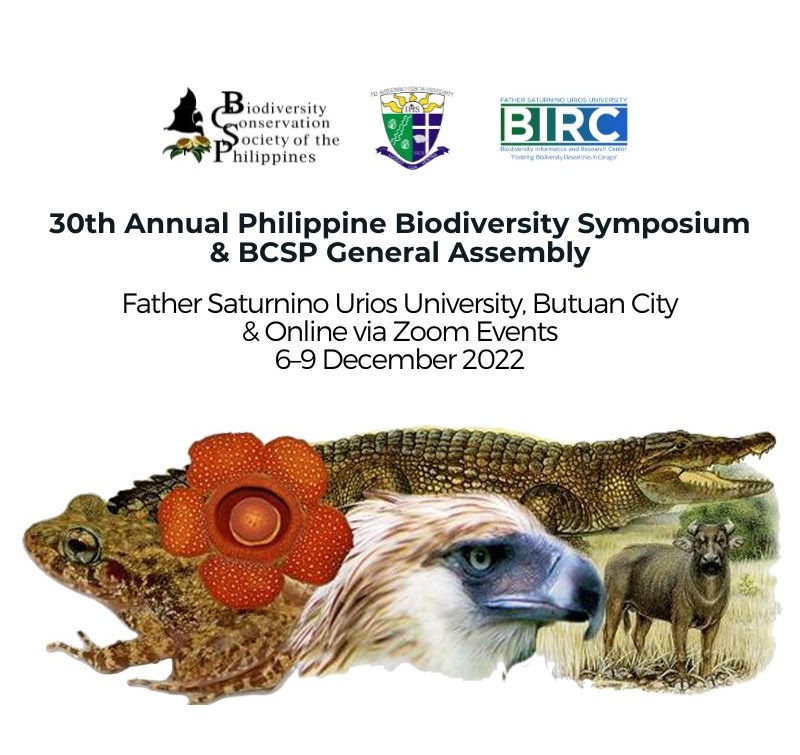 Biodiversity
Conservation
Society of the
Philippines
IHS
FATHER SATURNINO URIOS UNIVERSITY
BIRC
Biodiversity Informatics and Research Center
"Fostering Biodiversity Researches in Caraga"
30th Annual Philippine Biodiversity Symposium
& BCSP General Assembly
Father Saturnino Urios University, Butuan City
& Online via Zoom Events
6–9 December 2022